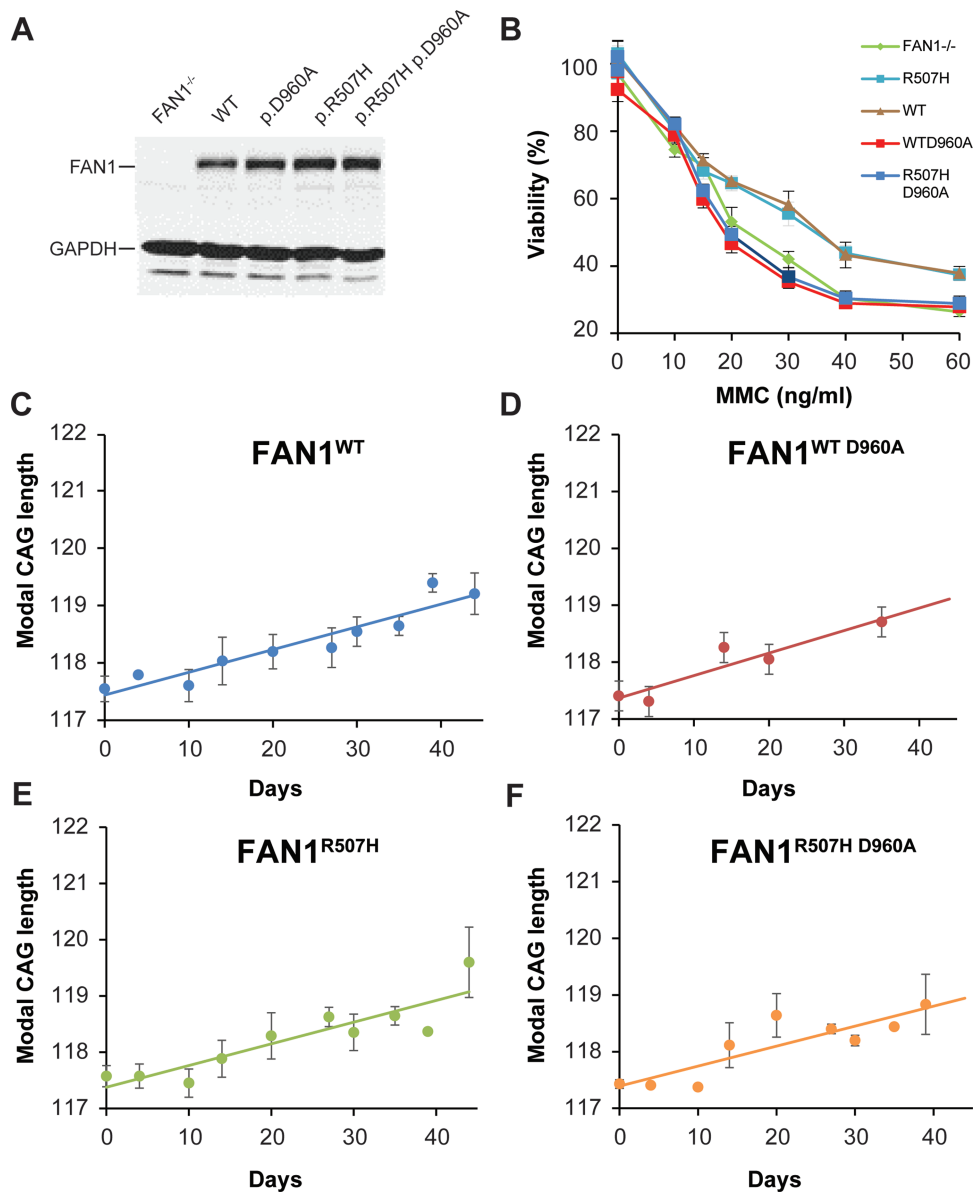 A
FAN1-/-
WT
p.D960A
p.R507H
p.R507H p.D960A
FAN1
GAPDH
B
100
80
60
40
20
0 10 20 30 40 50 60
Viability (%)
MMC (ng/ml)
FAN1-/-
R507H
WT
WTD960A
R507H
D960A
C
FAN1WT
122
121
120
119
118
117
0 10 20 30 40
Modal CAG length
Days
D
FAN1WT D960A
122
121
120
119
118
117
0 10 20 30 40
Modal CAG length
Days
E
FAN1R507H
122
121
120
119
118
117
0 10 20 30 40
Modal CAG length
Days
F
FAN1R507H D960A
122
121
120
119
118
117
0 10 20 30 40
Modal CAG length
Days